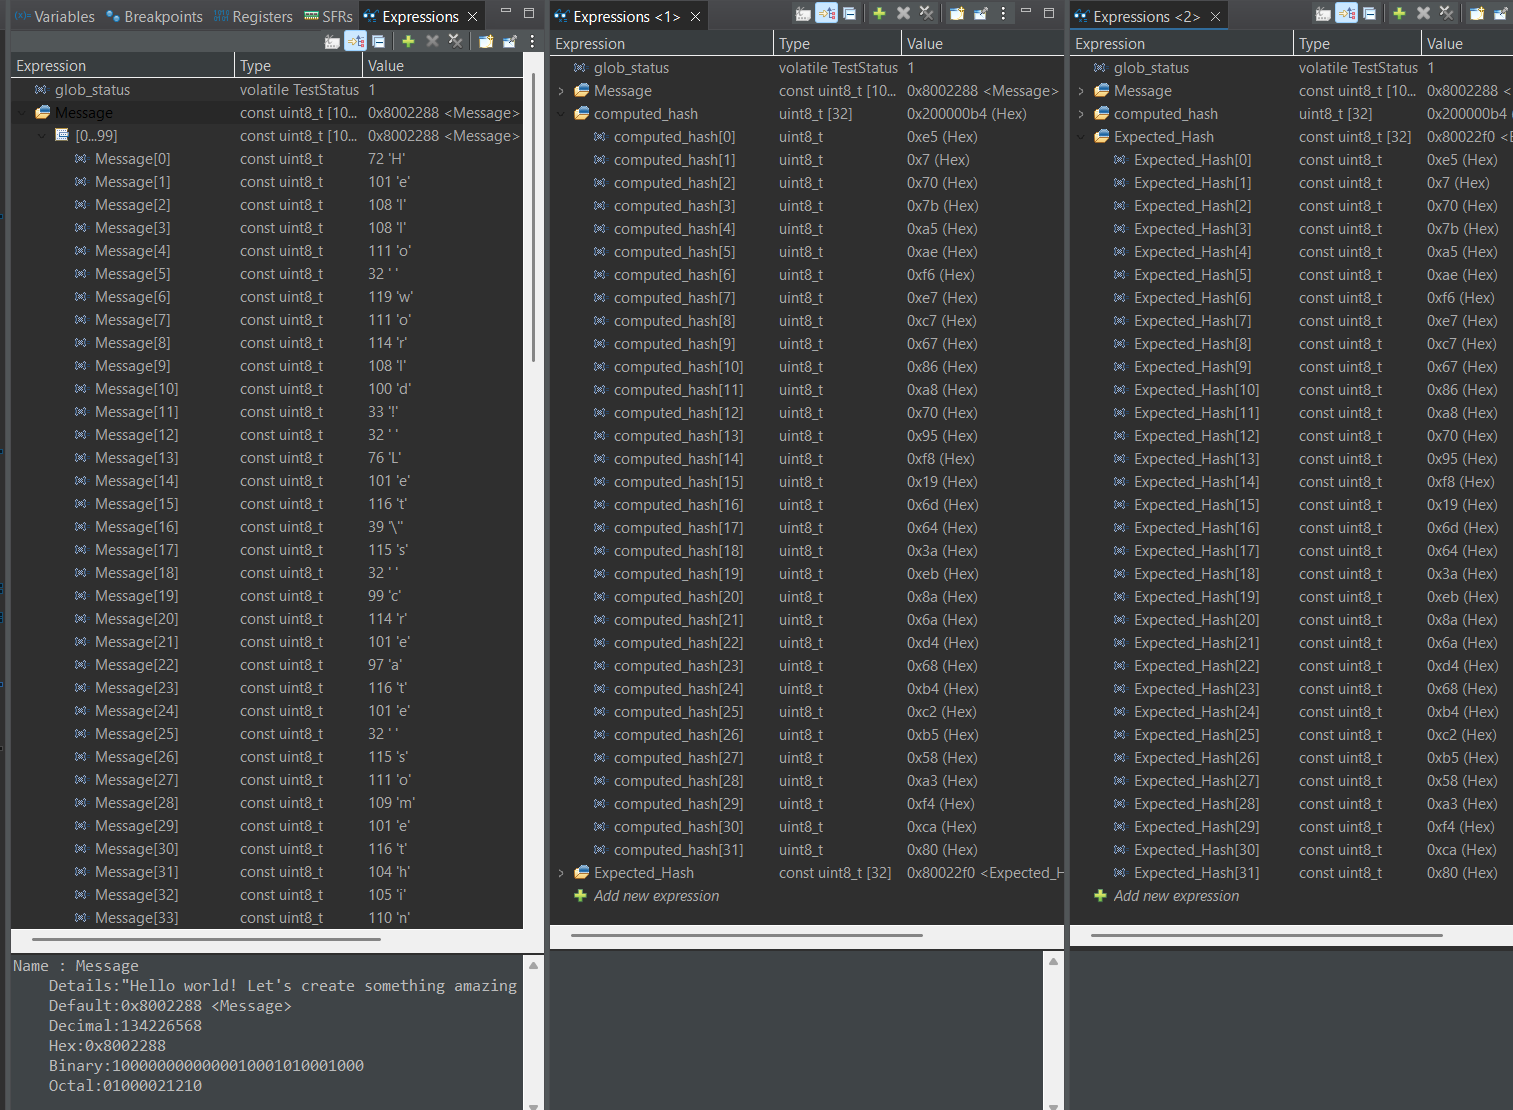 Variables Breakpoints Registers SFRs Expressions
Expression Type Value
glob_status volatile TestStatus 1
Message const uint8_t [10... 0x8002288 <Message>
[0...99] const uint8_t [10... 0x8002288 <Message>
Message[0] const uint8_t 72 'H'
Message[1] const uint8_t 101 'e'
Message[2] const uint8_t 108 'l'
Message[3] const uint8_t 108 'l'
Message[4] const uint8_t 111 'o'
Message[5] const uint8_t 32 ' '
Message[6] const uint8_t 119 'w'
Message[7] const uint8_t 111 'o'
Message[8] const uint8_t 114 'r'
Message[9] const uint8_t 108 'l'
Message[10] const uint8_t 100 'd'
Message[11] const uint8_t 33 '!'
Message[12] const uint8_t 32 ' '
Message[13] const uint8_t 76 'L'
Message[14] const uint8_t 101 'e'
Message[15] const uint8_t 116 't'
Message[16] const uint8_t 39 '\''
Message[17] const uint8_t 115 's'
Message[18] const uint8_t 32 ' '
Message[19] const uint8_t 99 'c'
Message[20] const uint8_t 114 'r'
Message[21] const uint8_t 101 'e'
Message[22] const uint8_t 97 'a'
Message[23] const uint8_t 116 't'
Message[24] const uint8_t 101 'e'
Message[25] const uint8_t 32 ' '
Message[26] const uint8_t 115 's'
Message[27] const uint8_t 111 'o'
Message[28] const uint8_t 109 'm'
Message[29] const uint8_t 101 'e'
Message[30] const uint8_t 116 't'
Message[31] const uint8_t 104 'h'
Message[32] const uint8_t 105 'i'
Message[33] const uint8_t 110 'n'
Name : Message
Details:"Hello world! Let's create something amazing
Default:0x8002288 <Message>
Decimal:134226568
Hex:0x8002288
Binary:1000000000000010001010001000
Octal:01000021210
Expressions <1>
Expression Type Value
glob_status volatile TestStatus 1
Message const uint8_t [10... 0x8002288 <Message>
computed_hash uint8_t [32] 0x200000b4 (Hex)
computed_hash[0] uint8_t 0xe5 (Hex)
computed_hash[1] uint8_t 0x7 (Hex)
computed_hash[2] uint8_t 0x70 (Hex)
computed_hash[3] uint8_t 0x7b (Hex)
computed_hash[4] uint8_t 0xa5 (Hex)
computed_hash[5] uint8_t 0xae (Hex)
computed_hash[6] uint8_t 0xf6 (Hex)
computed_hash[7] uint8_t 0xe7 (Hex)
computed_hash[8] uint8_t 0xc7 (Hex)
computed_hash[9] uint8_t 0x67 (Hex)
computed_hash[10] uint8_t 0x86 (Hex)
computed_hash[11] uint8_t 0xa8 (Hex)
computed_hash[12] uint8_t 0x70 (Hex)
computed_hash[13] uint8_t 0x95 (Hex)
computed_hash[14] uint8_t 0xf8 (Hex)
computed_hash[15] uint8_t 0x19 (Hex)
computed_hash[16] uint8_t 0x6d (Hex)
computed_hash[17] uint8_t 0x64 (Hex)
computed_hash[18] uint8_t 0x3a (Hex)
computed_hash[19] uint8_t 0xeb (Hex)
computed_hash[20] uint8_t 0x8a (Hex)
computed_hash[21] uint8_t 0x6a (Hex)
computed_hash[22] uint8_t 0xd4 (Hex)
computed_hash[23] uint8_t 0x68 (Hex)
computed_hash[24] uint8_t 0xb4 (Hex)
computed_hash[25] uint8_t 0xc2 (Hex)
computed_hash[26] uint8_t 0xb5 (Hex)
computed_hash[27] uint8_t 0x58 (Hex)
computed_hash[28] uint8_t 0xa3 (Hex)
computed_hash[29] uint8_t 0xf4 (Hex)
computed_hash[30] uint8_t 0xca (Hex)
computed_hash[31] uint8_t 0x80 (Hex)
Expected_Hash const uint8_t [32] 0x80022f0 <Expected_H
Add new expression
Expressions <2>
Expression Type Value
glob_status volatile TestStatus 1
Message const uint8_t [10... 0x8002288 <
computed_hash uint8_t [32] 0x200000b4
Expected_Hash const uint8_t [32] 0x80022f0 <E
Expected_Hash[0] const uint8_t 0xe5 (Hex)
Expected_Hash[1] const uint8_t 0x7 (Hex)
Expected_Hash[2] const uint8_t 0x70 (Hex)
Expected_Hash[3] const uint8_t 0x7b (Hex)
Expected_Hash[4] const uint8_t 0xa5 (Hex)
Expected_Hash[5] const uint8_t 0xae (Hex)
Expected_Hash[6] const uint8_t 0xf6 (Hex)
Expected_Hash[7] const uint8_t 0xe7 (Hex)
Expected_Hash[8] const uint8_t 0xc7 (Hex)
Expected_Hash[9] const uint8_t 0x67 (Hex)
Expected_Hash[10] const uint8_t 0x86 (Hex)
Expected_Hash[11] const uint8_t 0xa8 (Hex)
Expected_Hash[12] const uint8_t 0x70 (Hex)
Expected_Hash[13] const uint8_t 0x95 (Hex)
Expected_Hash[14] const uint8_t 0xf8 (Hex)
Expected_Hash[15] const uint8_t 0x19 (Hex)
Expected_Hash[16] const uint8_t 0x6d (Hex)
Expected_Hash[17] const uint8_t 0x64 (Hex)
Expected_Hash[18] const uint8_t 0x3a (Hex)
Expected_Hash[19] const uint8_t 0xeb (Hex)
Expected_Hash[20] const uint8_t 0x8a (Hex)
Expected_Hash[21] const uint8_t 0x6a (Hex)
Expected_Hash[22] const uint8_t 0xd4 (Hex)
Expected_Hash[23] const uint8_t 0x68 (Hex)
Expected_Hash[24] const uint8_t 0xb4 (Hex)
Expected_Hash[25] const uint8_t 0xc2 (Hex)
Expected_Hash[26] const uint8_t 0xb5 (Hex)
Expected_Hash[27] const uint8_t 0x58 (Hex)
Expected_Hash[28] const uint8_t 0xa3 (Hex)
Expected_Hash[29] const uint8_t 0xf4 (Hex)
Expected_Hash[30] const uint8_t 0xca (Hex)
Expected_Hash[31] const uint8_t 0x80 (Hex)
Add new expression